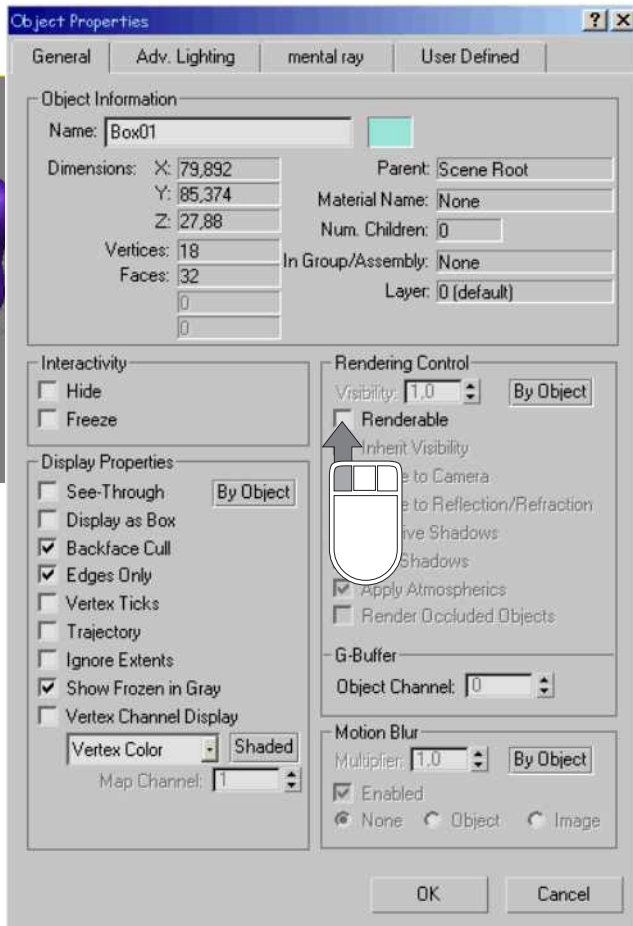 Object Properties
General Adv. Lighting mental ray User Defined
Object Information
Name: Box01
Dimensions: X: 79,892
Y: 85,374
Z: 27,88
Vertices: 18
Faces: 32
0
0
Parent: Scene Root
Material Name: None
Num. Children: 0
In Group/Assembly: None
Layer: 0 (default)
Interactivity
Hide
Freeze
Display Properties
See-Through By Object
Display as Box
Backface Cull
Edges Only
Vertex Ticks
Trajectory
Ignore Extents
Show Frozen in Gray
Vertex Channel Display
Vertex Color Shaded
Map Channel: 1
Rendering Control
Visibility: 1,0 By Object
Renderable
Inherit Visibility
to Camera
to Reflection/Refraction
Shadows
Shadows
Apply Atmospherics
Render Occluded Objects
G-Buffer
Object Channel: 0
Motion Blur
Multiplier: 1,0 By Object
Enabled
None Object Image
OK Cancel